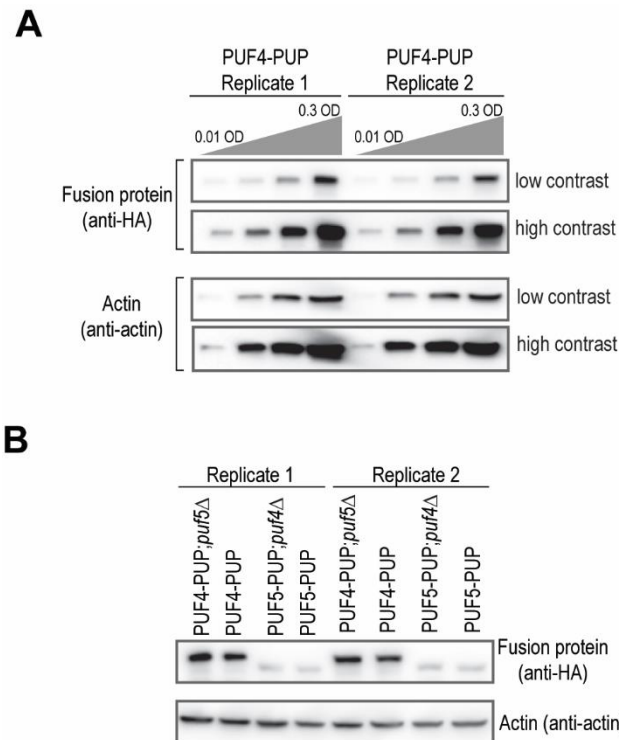 A
PUF4-PUP PUF4-PUP
Replicate 1 Replicate 2
0.3 OD 0.3 OD
0.01 OD 0.01 OD
Fusion protein
(anti-HA)
low contrast
high contrast
Actin
(anti-actin)
low contrast
high contrast
B
Replicate 1 Replicate 2
PUF4-PUP;puf5Δ
PUF4-PUP
PUF5-PUP;puf4Δ
PUF5-PUP
PUF4-PUP;puf5Δ
PUF4-PUP
PUF5-PUP;puf4Δ
PUF5-PUP
Fusion protein
(anti-HA)
Actin (anti-actin